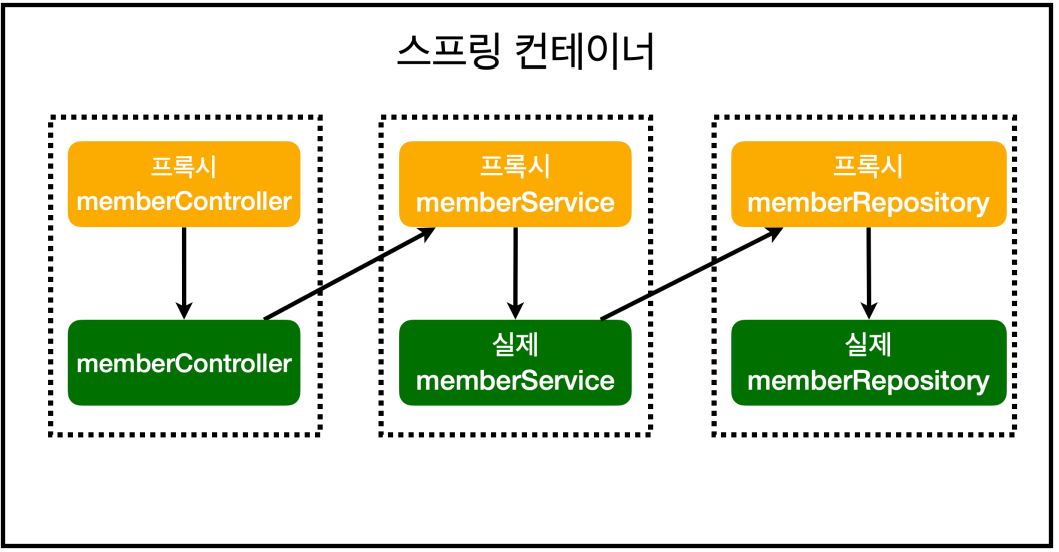 스프링 컨테이너
프록시
memberController
프록시
memberService
프록시
memberRepository
memberController
실제
memberService
실제
memberRepository